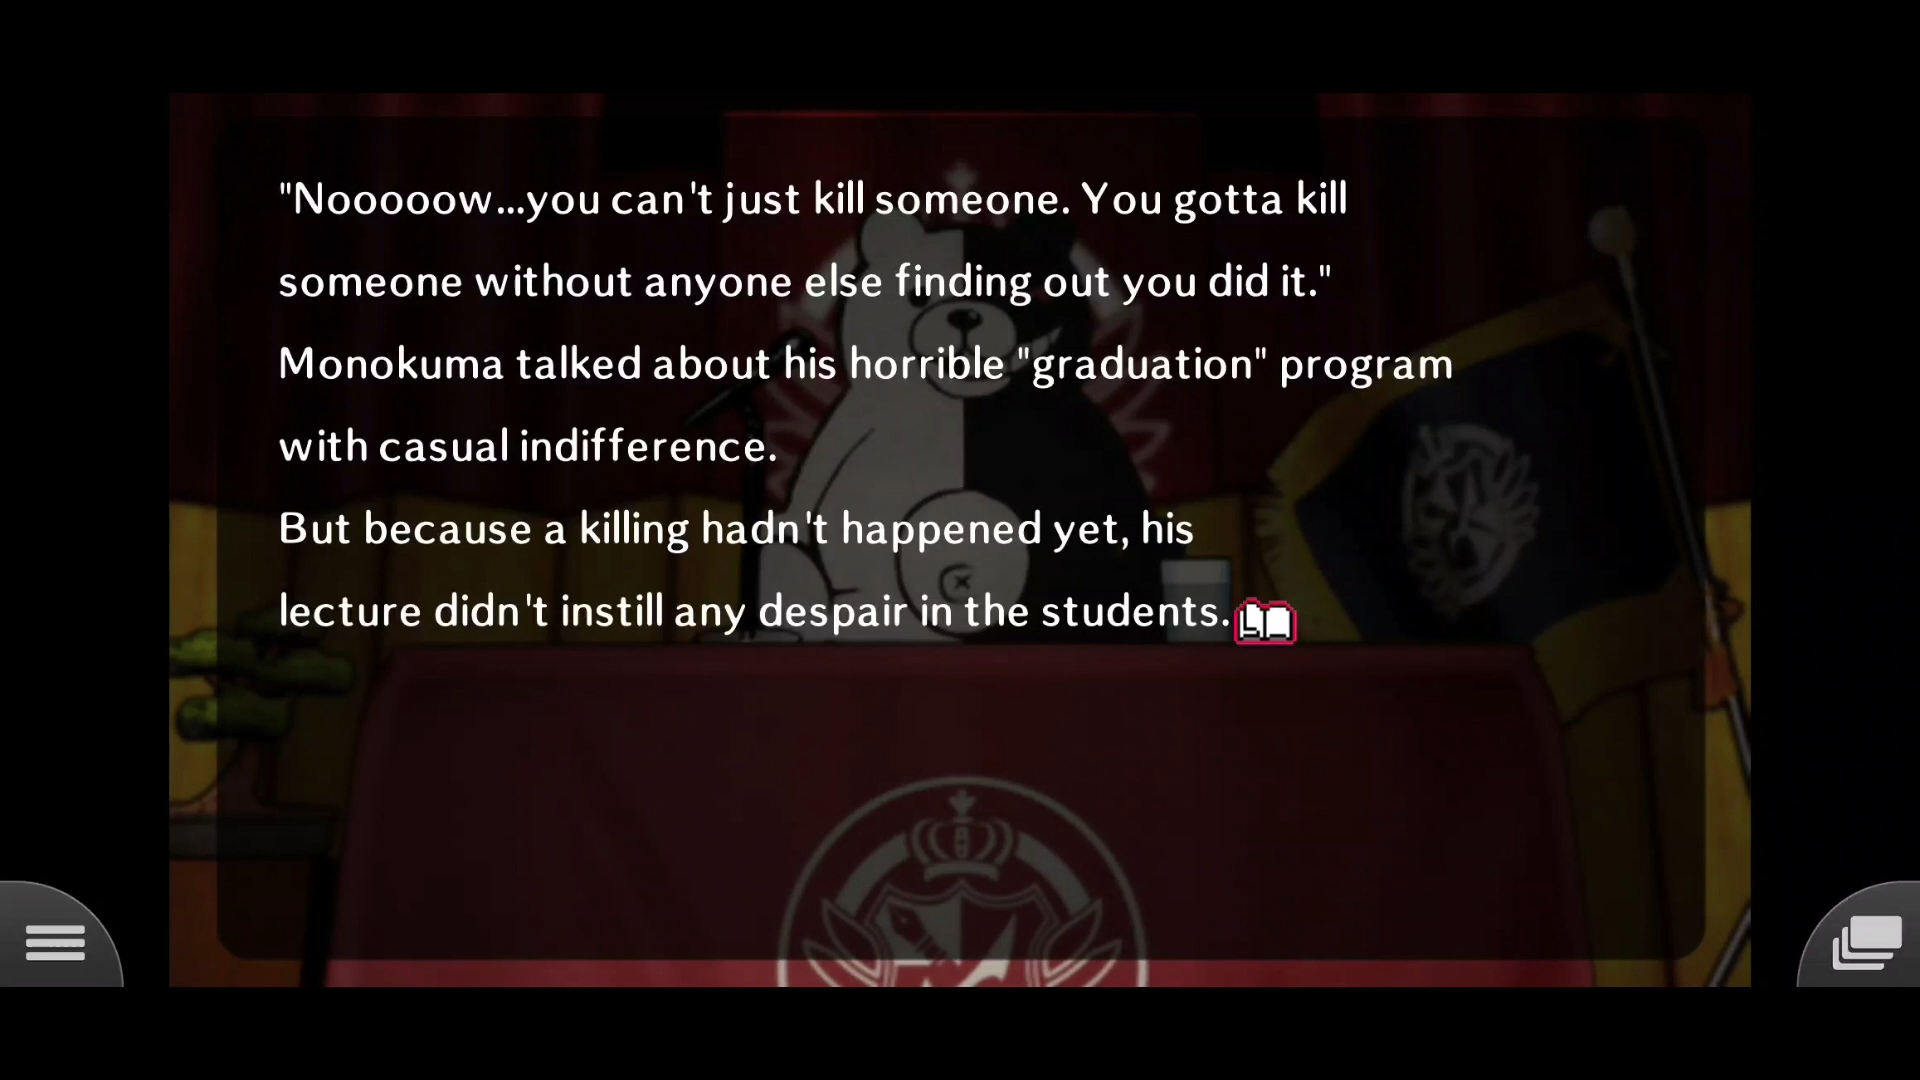 "Nooooow...you can't just kill someone. You gotta kill
someone without anyone else finding out you did it."
Monokuma talked about his horrible "graduation" program
with casual indifference.
But because a killing hadn't happened yet, his
lecture didn't instill any despair in the students.